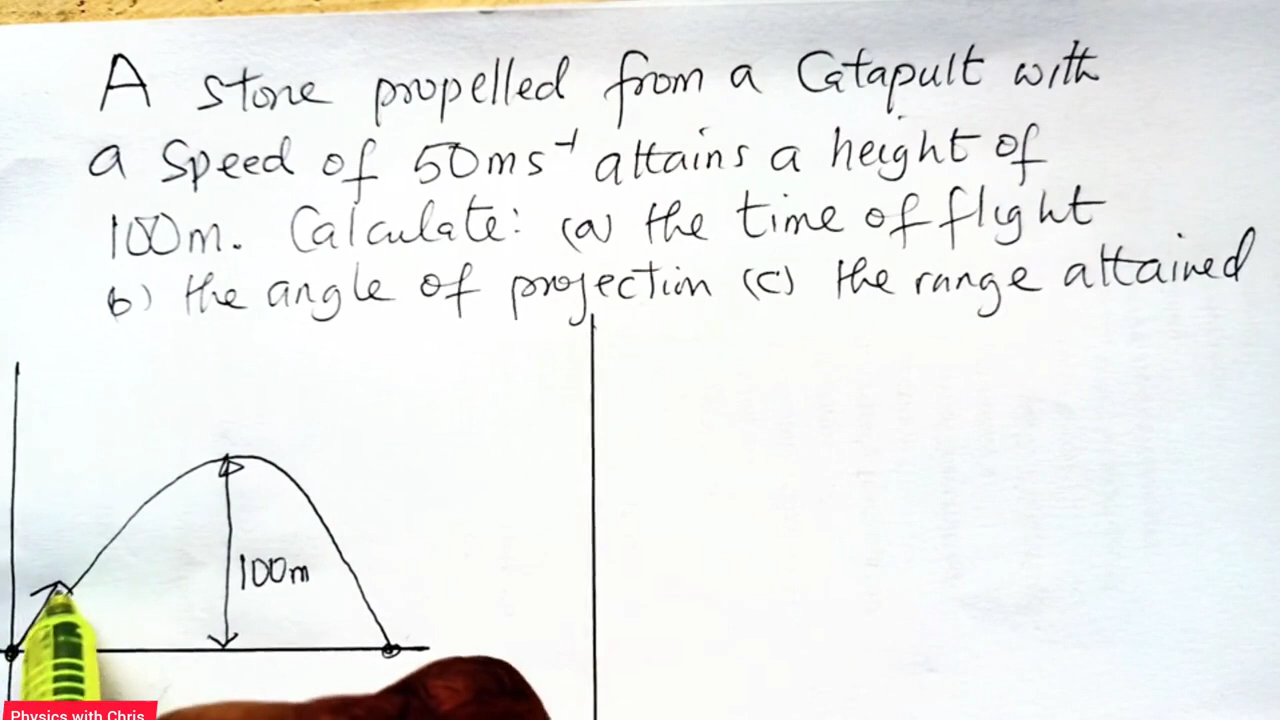 A stone propelled from a Catapult with
a speed of 50ms⁻¹ attains a height of
100m. Calculate: (a) the time of flight
b) the angle of projection (c) the range attained
100m
Physics with Chris